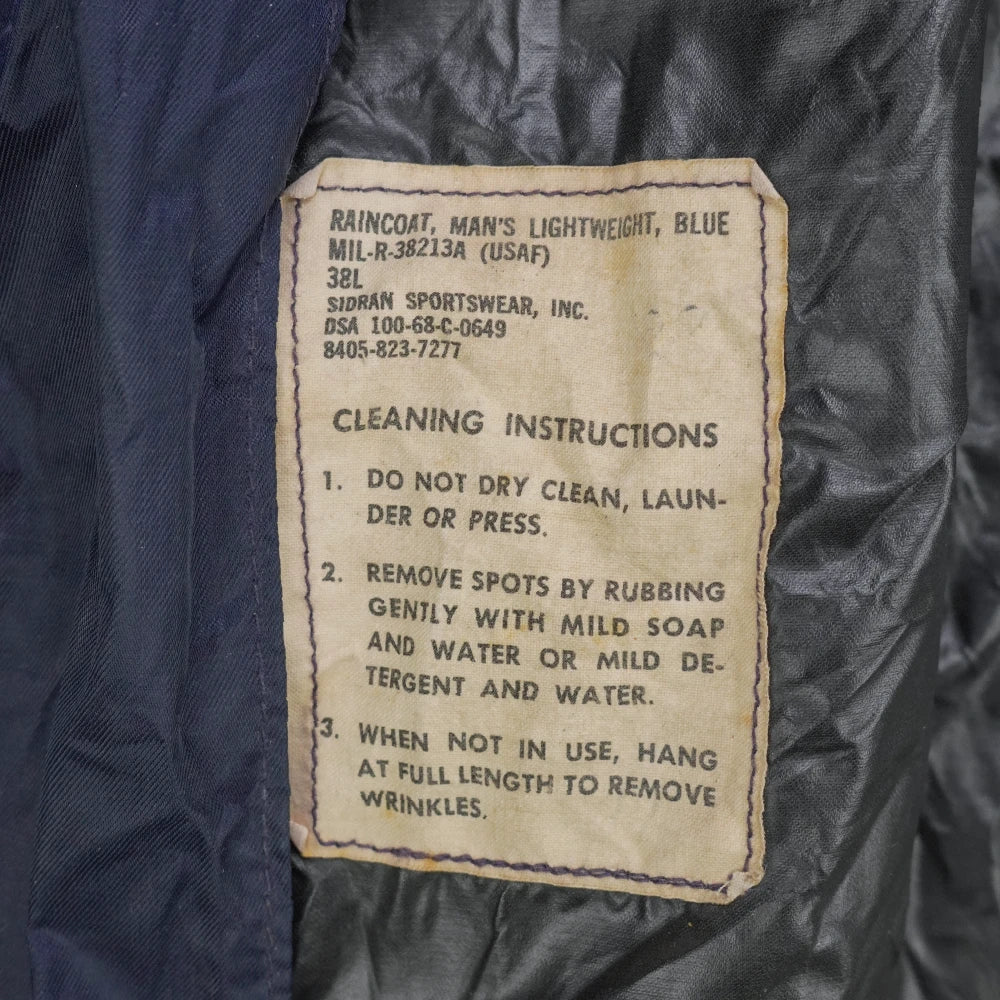 RAINCOAT, MAN'S LIGHTWEIGHT, BLUE
MIL-R-38213A (USAF)
38L
SIDRAN SPORTSWEAR, INC.
DSA 100-68-C-0649
8405-823-7277
CLEANING INSTRUCTIONS
1. DO NOT DRY CLEAN, LAUN-
DER OR PRESS.
2. REMOVE SPOTS BY RUBBING
GENTLY WITH MILD SOAP
AND WATER OR MILD DE-
TERGENT AND WATER.
3. WHEN NOT IN USE, HANG
AT FULL LENGTH TO REMOVE
WRINKLES.